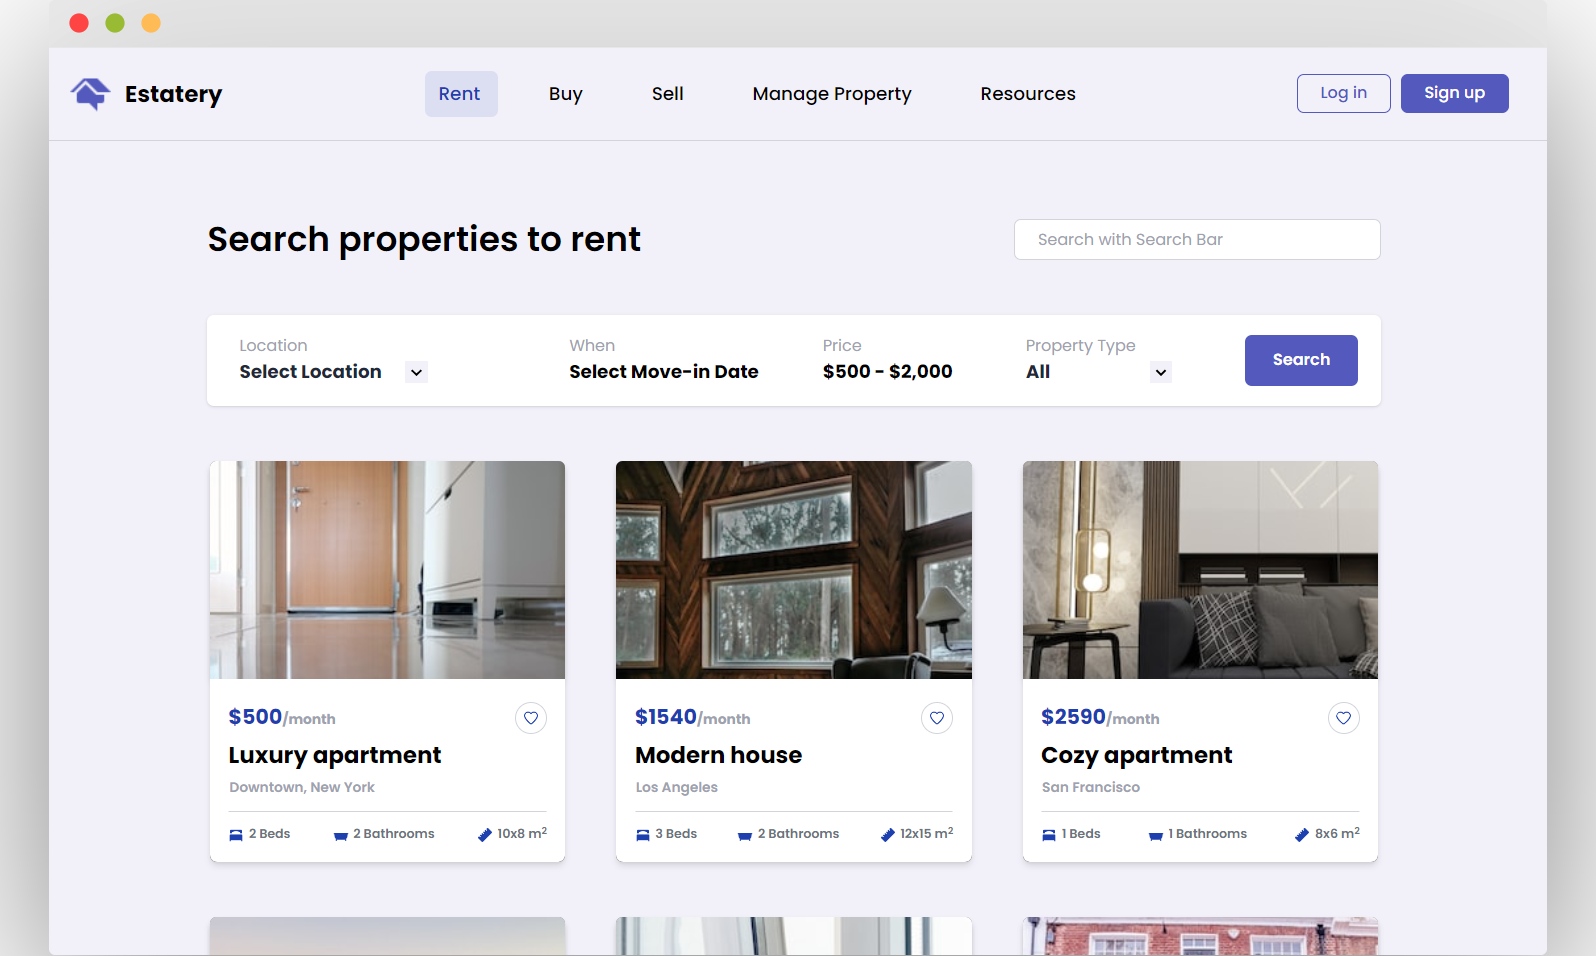 Estatery
Rent
Buy
Sell
Manage Property
Resources
Log in
Sign up
Search properties to rent
Search with Search Bar
Location
Select Location
When
Select Move-in Date
Price
$500 - $2,000
Property Type
All
Search
$500/month
Luxury apartment
Downtown, New York
2 Beds
2 Bathrooms
10x8 m²
$1540/month
Modern house
Los Angeles
3 Beds
2 Bathrooms
12x15 m²
$2590/month
Cozy apartment
San Francisco
1 Beds
1 Bathrooms
8x6 m²